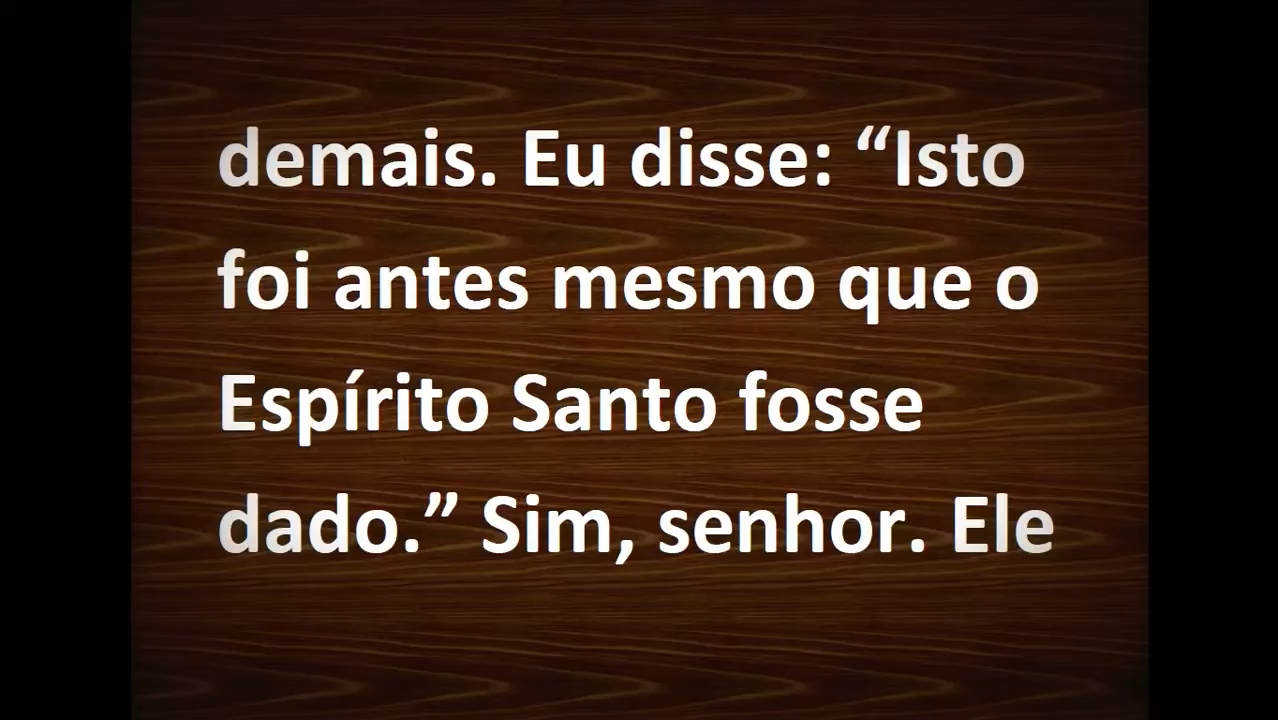 demais. Eu disse: “Isto
foi antes mesmo que o
Espírito Santo fosse
dado.” Sim, senhor. Ele